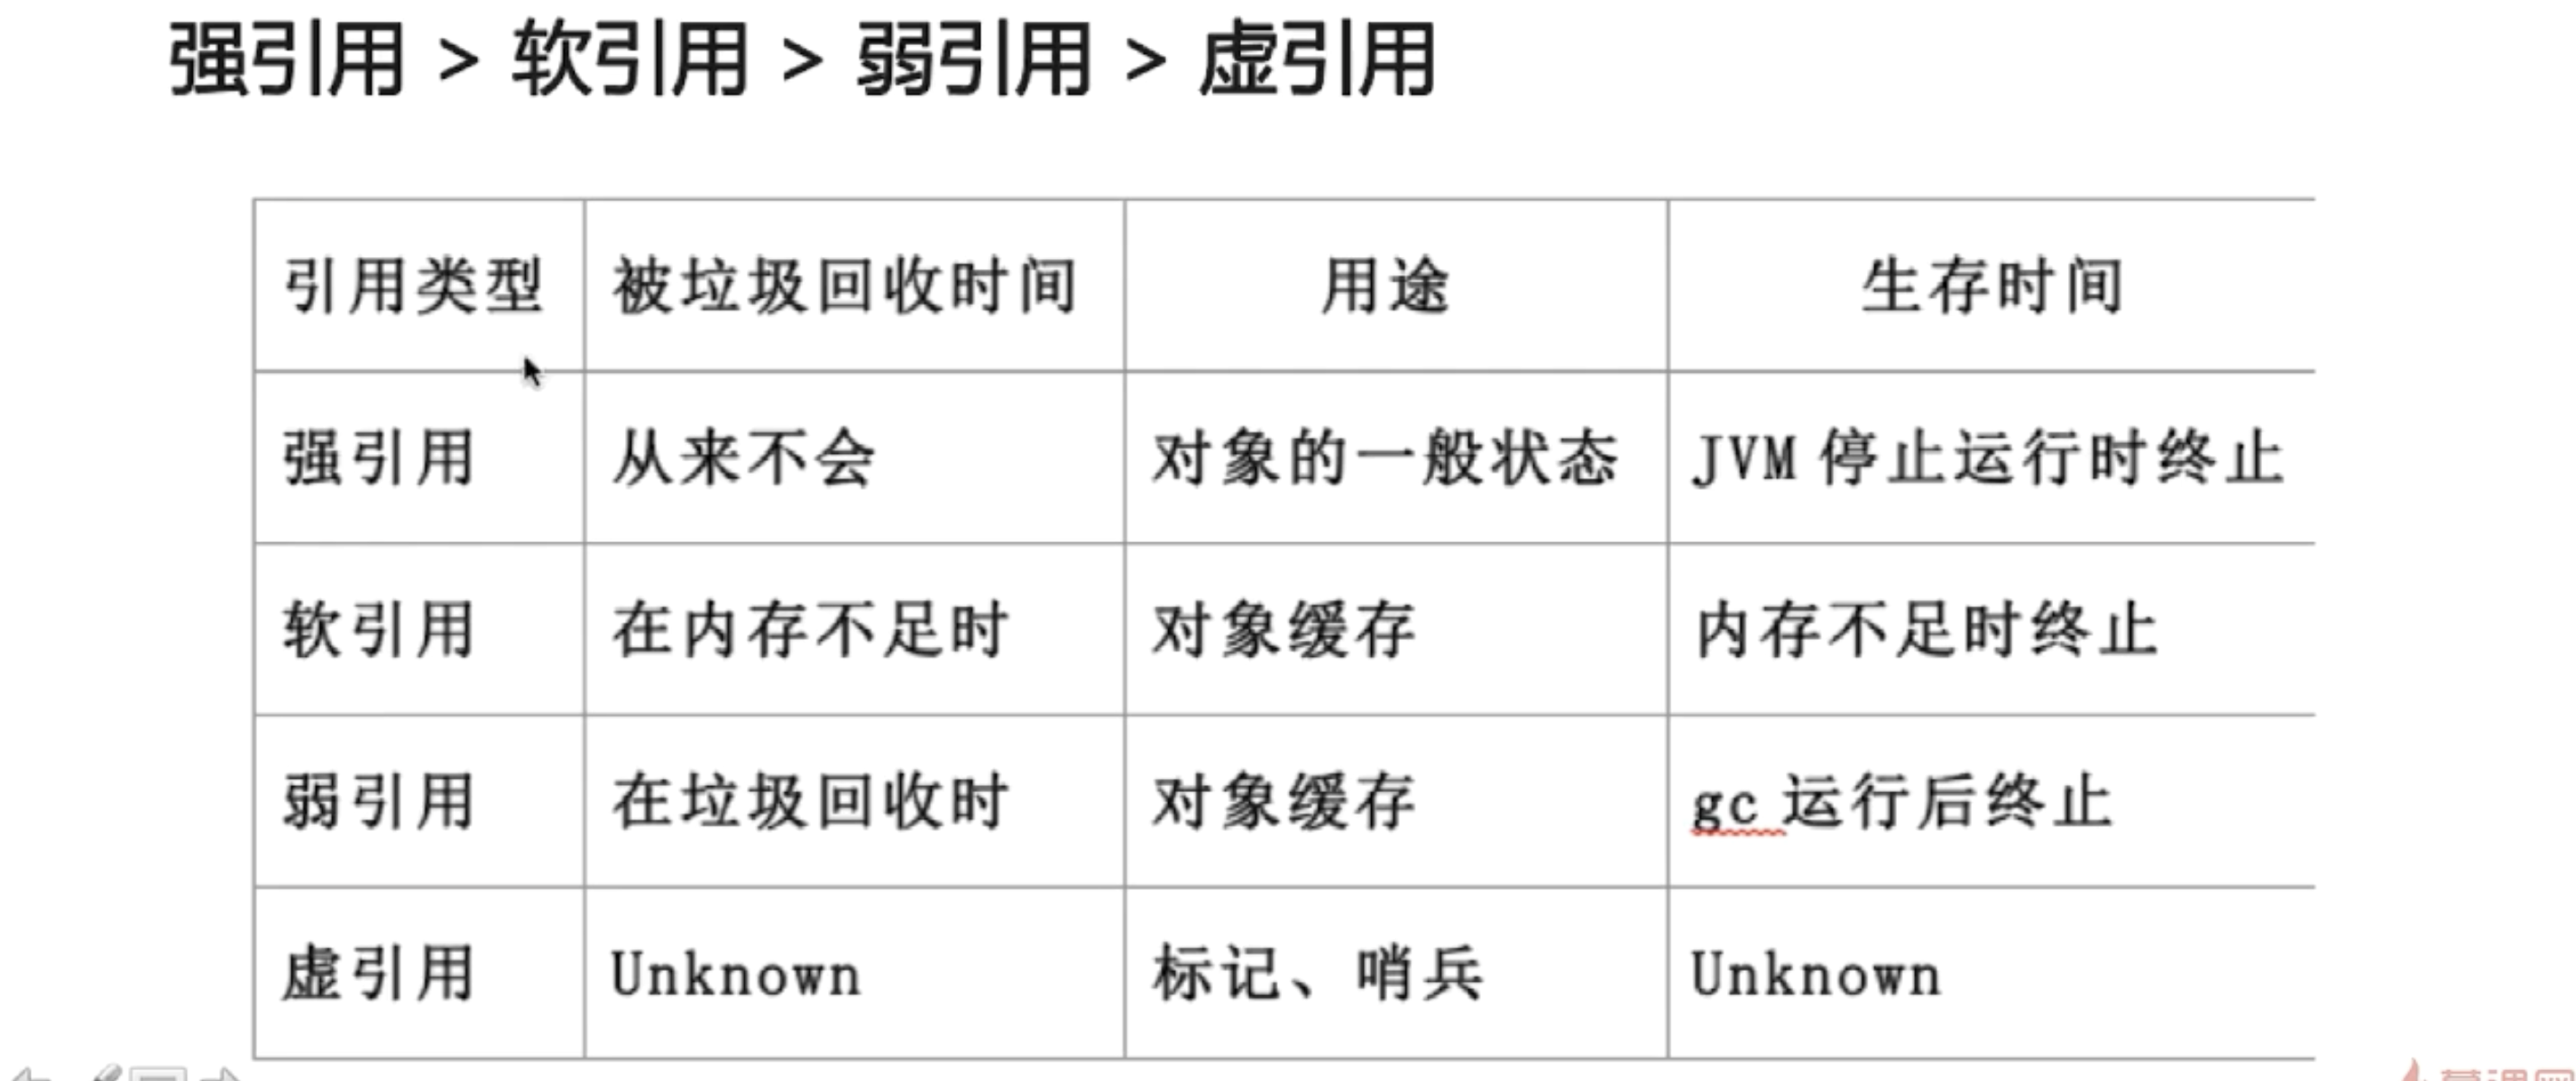 强引用 > 软引用 > 弱引用 > 虚引用
引用类型 被垃圾回收时间 用途 生存时间
强引用 从来不会 对象的一般状态 JVM 停止运行时终止
软引用 在内存不足时 对象缓存 内存不足时终止
弱引用 在垃圾回收时 对象缓存 gc 运行后终止
虚引用 Unknown 标记、哨兵 Unknown